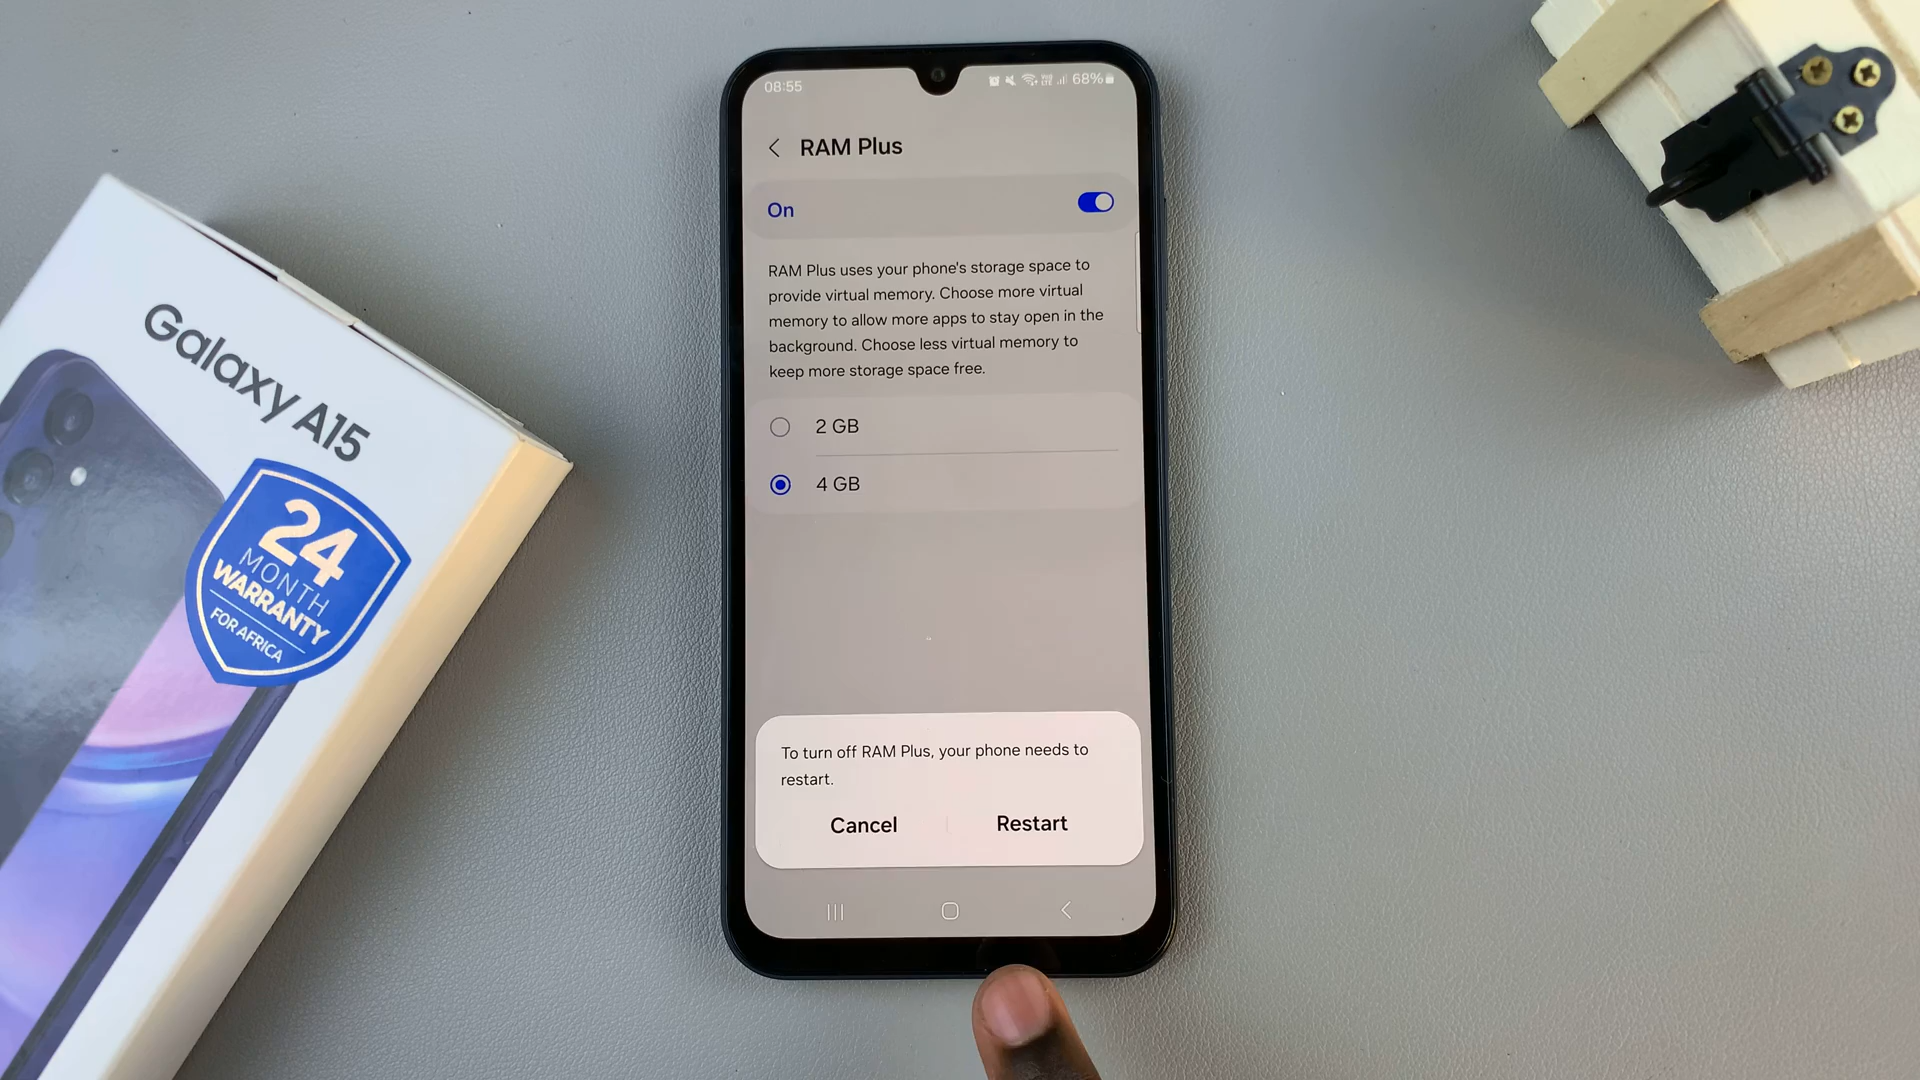 08:55
68%
RAM Plus
On
RAM Plus uses your phone's storage space to
provide virtual memory. Choose more virtual
memory to allow more apps to stay open in the
background. Choose less virtual memory to
keep more storage space free.
2 GB
4 GB
To turn off RAM Plus, your phone needs to
restart.
Cancel
Restart
Galaxy A15
24
MONTH
WARRANTY
FOR AFRICA